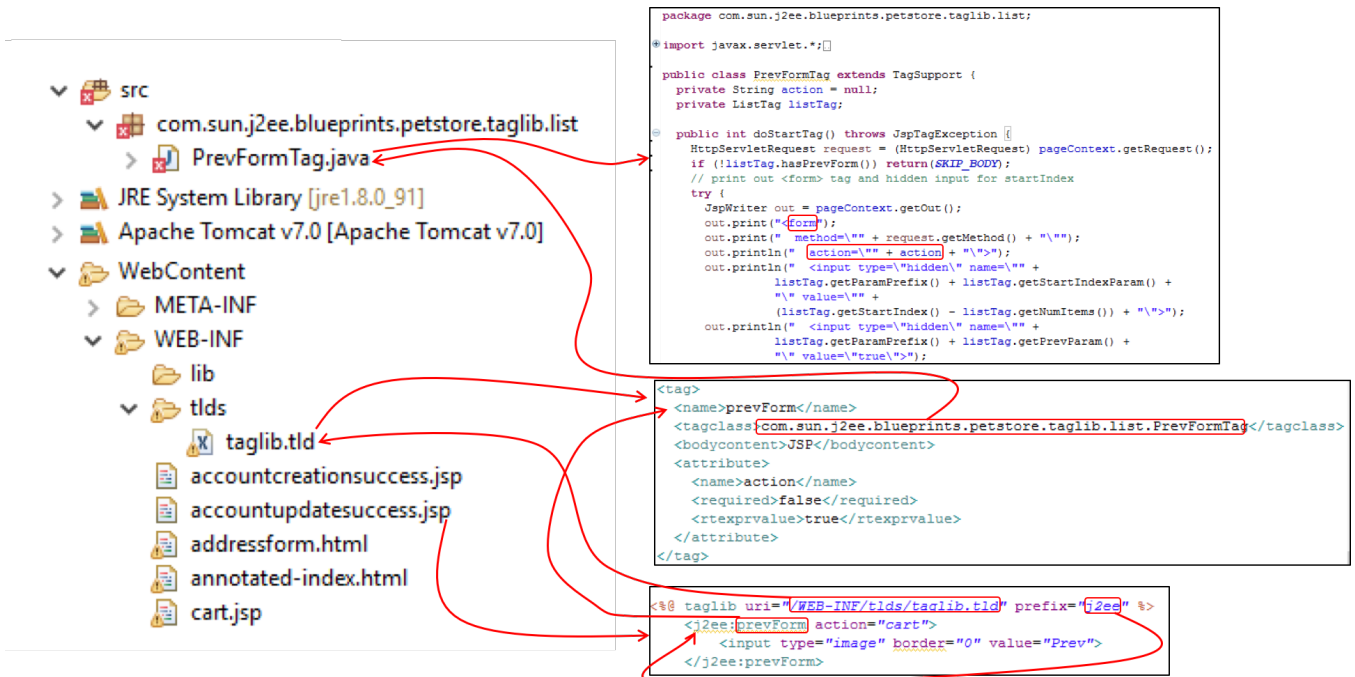 src
com.sun.j2ee.blueprints.petstore.taglib.list
PrevFormTag.java
JRE System Library [jre1.8.0_91]
Apache Tomcat v7.0 [Apache Tomcat v7.0]
WebContent
META-INF
WEB-INF
lib
tlds
taglib.tld
accountcreationsuccess.jsp
accountupdatesuccess.jsp
addressform.html
annotated-index.html
cart.jsp
package com.sun.j2ee.blueprints.petstore.taglib.list;
import javax.servlet.*;
public class PrevFormTag extends TagSupport {
private String action = null;
private ListTag listTag;
public int doStartTag() throws JspTagException {
HttpServletRequest request = (HttpServletRequest) pageContext.getRequest();
if (!listTag.hasPrevForm()) return(SKIP_BODY);
// print out <form> tag and hidden input for startIndex
try {
JspWriter out = pageContext.getOut();
out.print("<form");
out.print("  method=\"" + request.getMethod() + "\"");
out.println("  action=\"" + action + "\">");
out.println("  <input type=\"hidden\" name=\"" +
listTag.getParamPrefix() + listTag.getStartIndexParam() +
"\" value=\"" +
(listTag.getStartIndex() - listTag.getNumItems()) + "\">");
out.println("  <input type=\"hidden\" name=\"" +
listTag.getParamPrefix() + listTag.getPrevParam() +
"\" value=\"true\">");
<tag>
<name>prevForm</name>
<tagclass>com.sun.j2ee.blueprints.petstore.taglib.list.PrevFormTag</tagclass>
<bodycontent>JSP</bodycontent>
<attribute>
<name>action</name>
<required>false</required>
<rtexprvalue>true</rtexprvalue>
</attribute>
</tag>
<%@ taglib uri="/WEB-INF/tlds/taglib.tld" prefix="j2ee" %>
<j2ee:prevForm action="cart">
<input type="image" border="0" value="Prev">
</j2ee:prevForm>